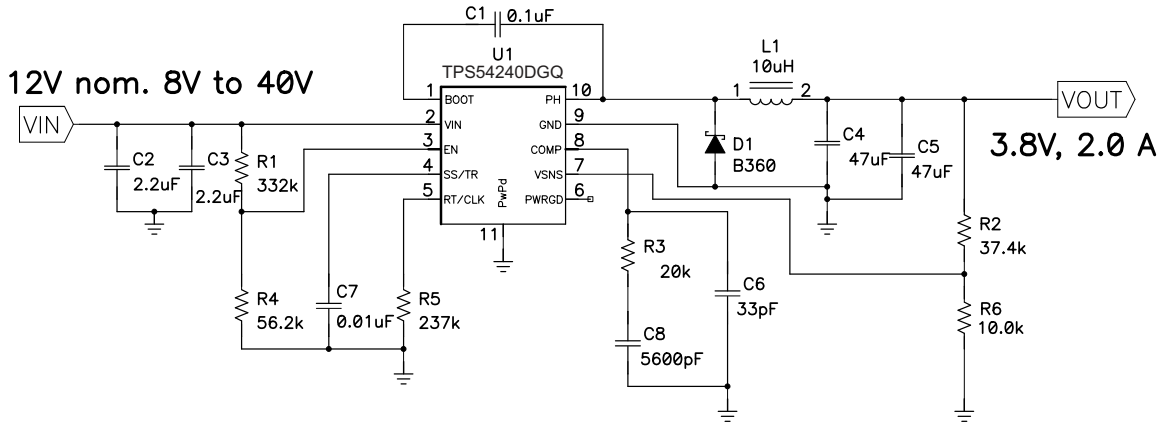 C1
0.1uF
U1
TPS54240DGQ
12V nom. 8V to 40V
VIN
1 BOOT
2 VIN
3 EN
4 SS/TR
5 RT/CLK
PwPd
11
PH 10
GND 9
COMP 8
VSNS 7
PWRGD 6
L1
10uH
1 2
VOUT
3.8V, 2.0 A
D1
B360
C4
47uF
C5
47uF
C2
2.2uF
C3
2.2uF
R1
332k
R4
56.2k
C7
0.01uF
R5
237k
R3
20k
C8
5600pF
C6
33pF
R2
37.4k
R6
10.0k